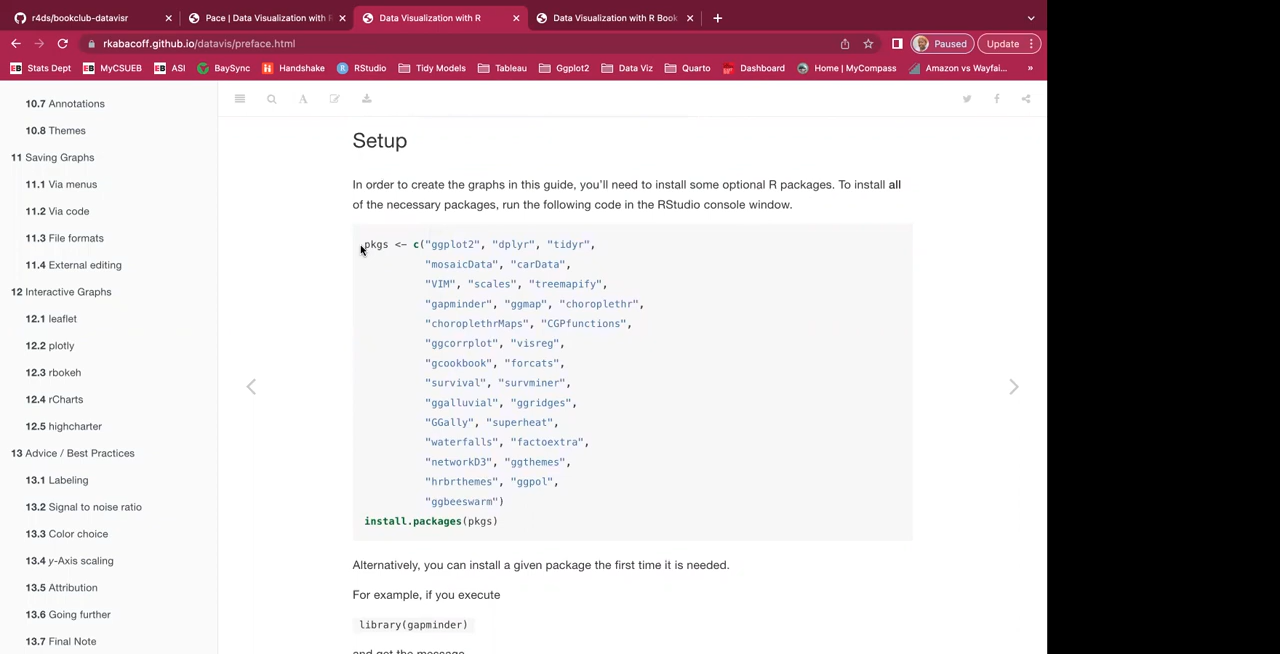 r4ds/bookclub-datavisr
Pace | Data Visualization with R
Data Visualization with R
Data Visualization with R Book
rkabacoff.github.io/datavis/preface.html
Paused
Update
EB Stats Dept
EB MyCSUEB
EB ASI
BaySync
Handshake
R RStudio
Tidy Models
Tableau
Ggplot2
Data Viz
Quarto
Dashboard
Home | MyCompass
Amazon vs Wayfai...
»
10.7 Annotations
10.8 Themes
11 Saving Graphs
11.1 Via menus
11.2 Via code
11.3 File formats
11.4 External editing
12 Interactive Graphs
12.1 leaflet
12.2 plotly
12.3 rbokeh
12.4 rCharts
12.5 highcharter
13 Advice / Best Practices
13.1 Labeling
13.2 Signal to noise ratio
13.3 Color choice
13.4 y-Axis scaling
13.5 Attribution
13.6 Going further
13.7 Final Note
A
Setup
In order to create the graphs in this guide, you'll need to install some optional R packages. To install all
of the necessary packages, run the following code in the RStudio console window.
pkgs <- c("ggplot2", "dplyr", "tidyr",
"mosaicData", "carData",
"VIM", "scales", "treemapify",
"gapminder", "ggmap", "choroplethr",
"choroplethrMaps", "CGPfunctions",
"ggcorrplot", "visreg",
"gcookbook", "forcats",
"survival", "survminer",
"ggalluvial", "ggridges",
"GGally", "superheat",
"waterfalls", "factoextra",
"networkD3", "ggthemes",
"hrbrthemes", "ggpol",
"ggbeeswarm")
install.packages(pkgs)
Alternatively, you can install a given package the first time it is needed.
For example, if you execute
library(gapminder)
and get the message